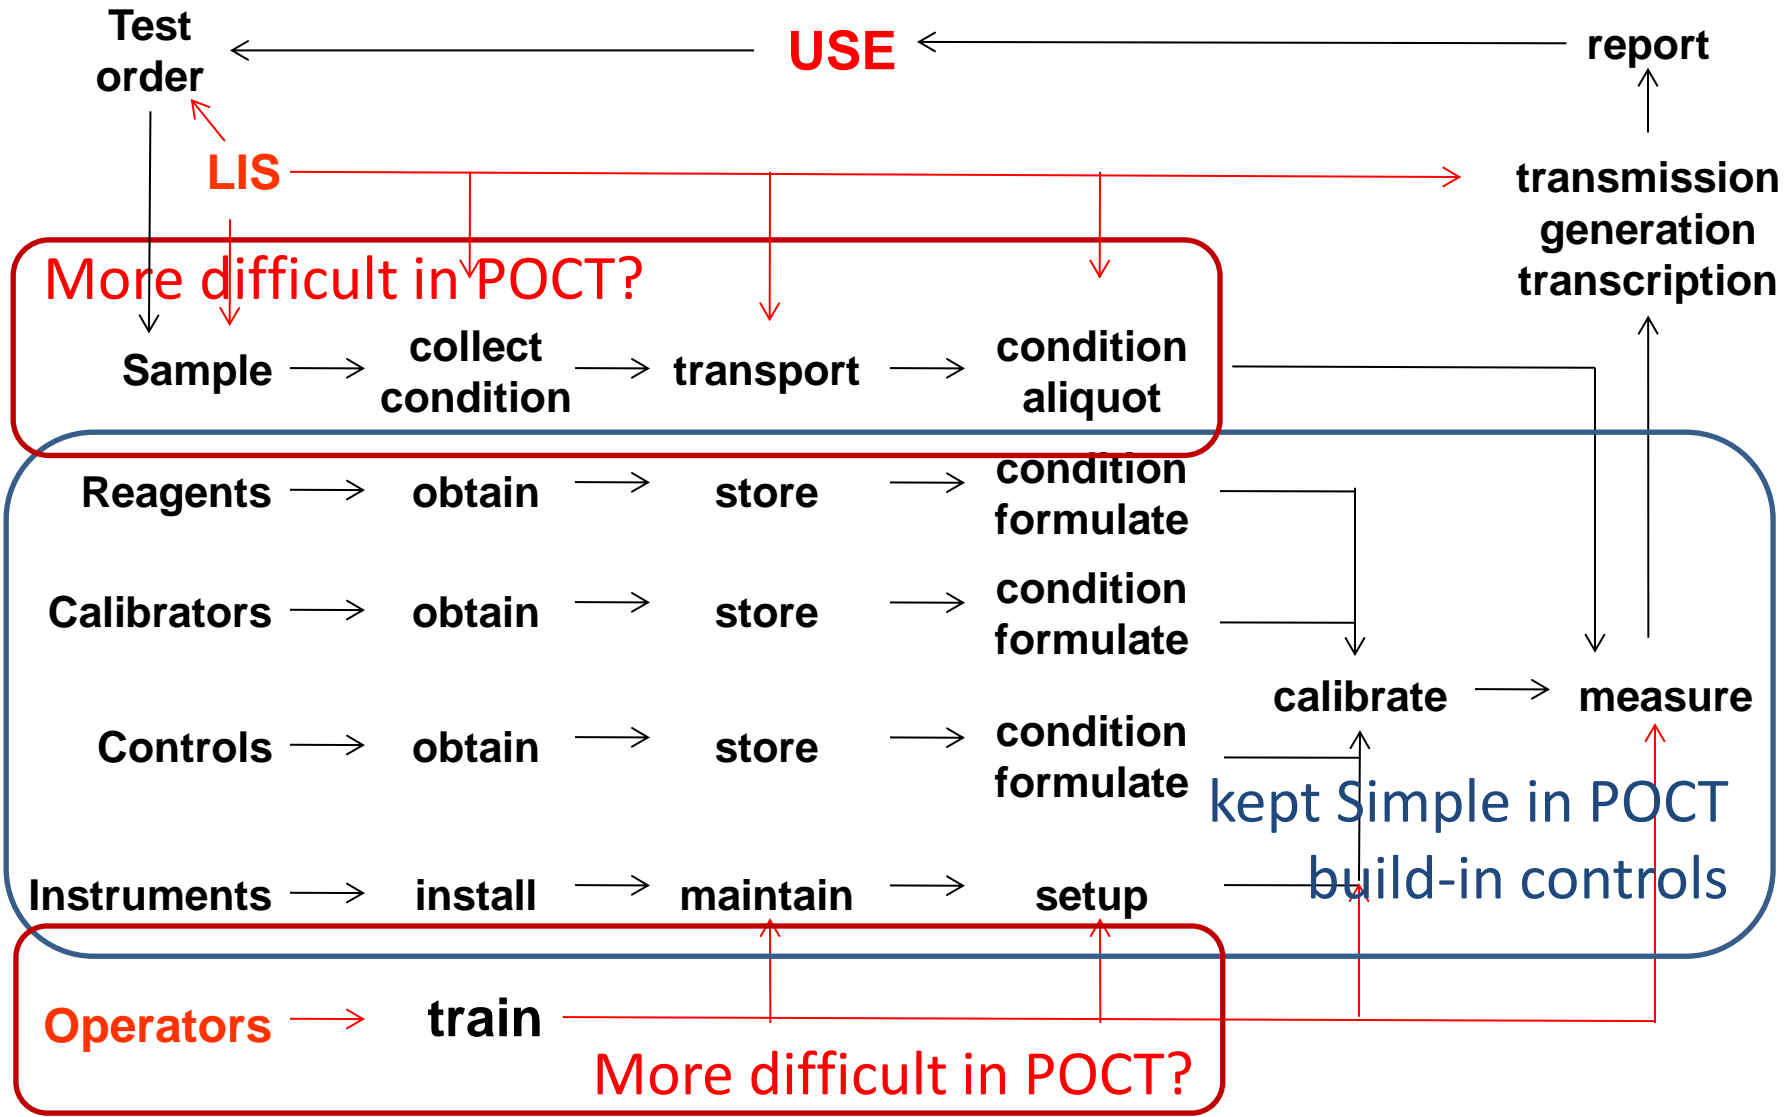 Test
order
USE
report
LIS
transmission
generation
transcription
More difficult in POCT?
Sample
collect
condition
transport
condition
aliquot
Reagents
obtain
store
condition
formulate
Calibrators
obtain
store
condition
formulate
calibrate
measure
Controls
obtain
store
condition
formulate
kept Simple in POCT
build-in controls
Instruments
install
maintain
setup
Operators
train
More difficult in POCT?